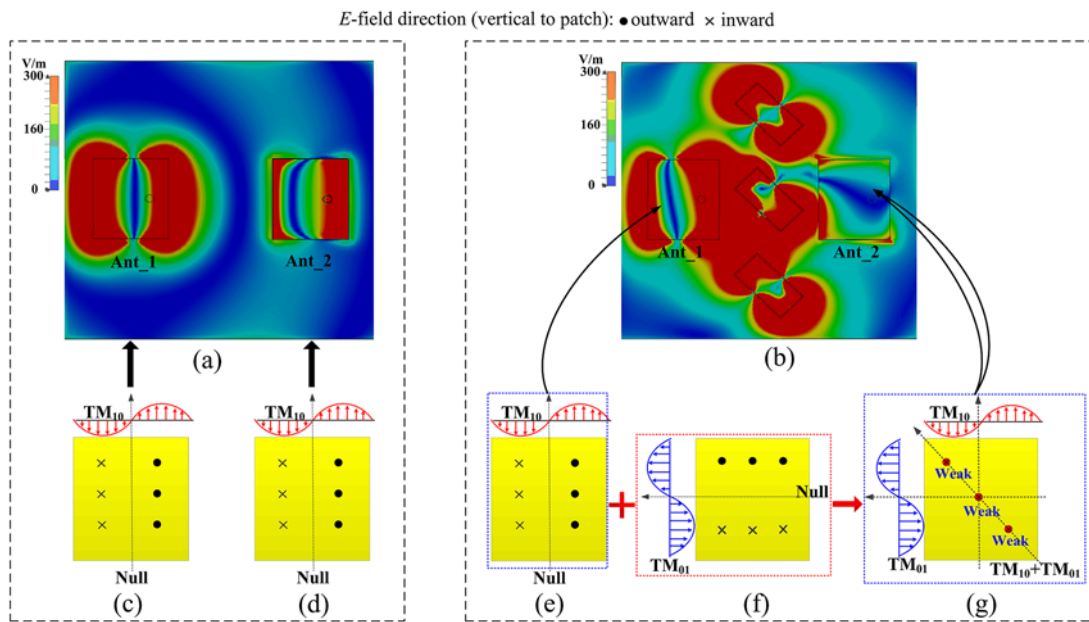 E-field direction (vertical to patch): ● outward × inward
V/m
300
160
0
Ant_1
Ant_2
(a)
V/m
300
160
0
Ant_1
Ant_2
(b)
TM10
Null
(c)
TM10
Null
(d)
TM10
Null
(e)
+
Null
TM01
(f)
TM10
Weak
Weak
Weak
TM01
TM10+TM01
(g)